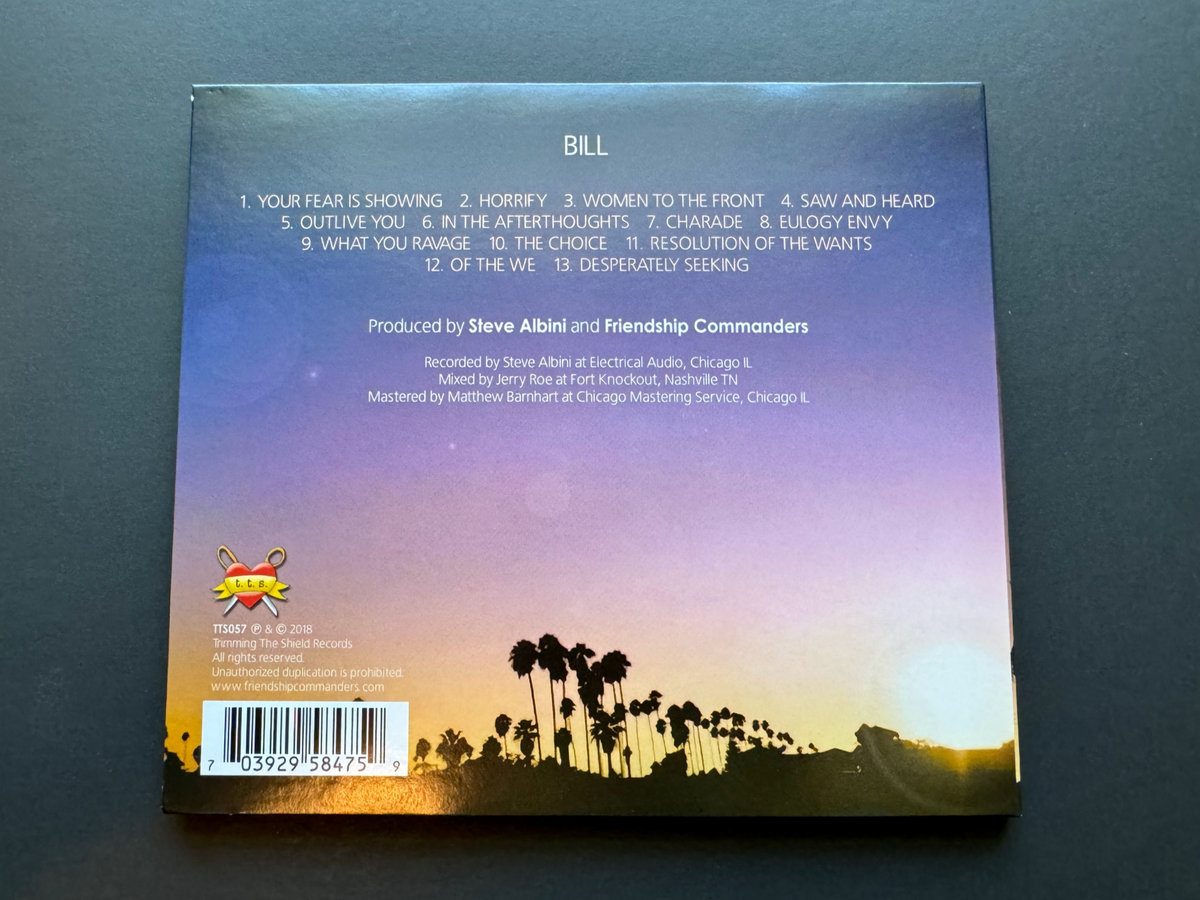 BILL
1. YOUR FEAR IS SHOWING 2. HORRIFY 3. WOMEN TO THE FRONT 4. SAW AND HEARD
5. OUTLIVE YOU 6. IN THE AFTERTHOUGHTS 7. CHARADE 8. EULOGY ENVY
9. WHAT YOU RAVAGE 10. THE CHOICE 11. RESOLUTION OF THE WANTS
12. OF THE WE 13. DESPERATELY SEEKING
Produced by Steve Albini and Friendship Commanders
Recorded by Steve Albini at Electrical Audio, Chicago IL
Mixed by Jerry Roe at Fort Knockout, Nashville TN
Mastered by Matthew Barnhart at Chicago Mastering Service, Chicago IL
t. t. s.
TTS057 ℗ & © 2018
Trimming The Shield Records
All rights reserved.
Unauthorized duplication is prohibited.
www.friendshipcommanders.com
7 03929 58475 9